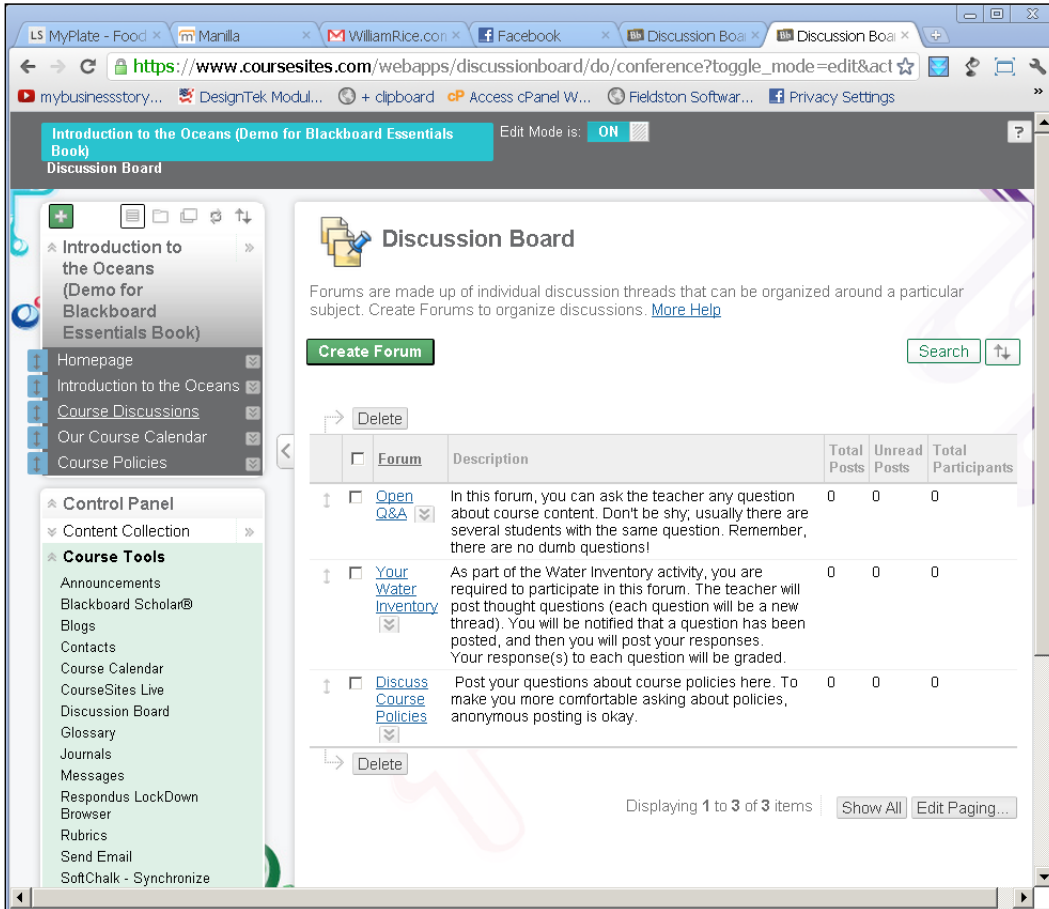 LS MyPlate - Food
m Manilla
WilliamRice.con
Facebook
Bb Discussion Boa
Bb Discussion Boa
https://www.coursesites.com/webapps/discussionboard/do/conference?toggle_mode=edit&act
mybusinessstory...
DesignTek Modul...
+ clipboard
cP Access cPanel W...
Fieldston Softwar...
Privacy Settings
»
Introduction to the Oceans (Demo for Blackboard Essentials
Book)
Edit Mode is: ON
?
Discussion Board
Introduction to
the Oceans
(Demo for
Blackboard
Essentials Book)
Homepage
Introduction to the Oceans
Course Discussions
Our Course Calendar
Course Policies
Control Panel
Content Collection
Course Tools
Announcements
Blackboard Scholar®
Blogs
Contacts
Course Calendar
CourseSites Live
Discussion Board
Glossary
Journals
Messages
Respondus LockDown
Browser
Rubrics
Send Email
SoftChalk - Synchronize
Discussion Board
Forums are made up of individual discussion threads that can be organized around a particular
subject. Create Forums to organize discussions. More Help
Create Forum
Search
Delete
Forum Description Total Posts Unread Posts Total Participants
Open
Q&A
In this forum, you can ask the teacher any question
about course content. Don't be shy; usually there are
several students with the same question. Remember,
there are no dumb questions!
0 0 0
Your
Water
Inventory
As part of the Water Inventory activity, you are
required to participate in this forum. The teacher will
post thought questions (each question will be a new
thread). You will be notified that a question has been
posted, and then you will post your responses.
Your response(s) to each question will be graded.
0 0 0
Discuss
Course
Policies
Post your questions about course policies here. To
make you more comfortable asking about policies,
anonymous posting is okay.
0 0 0
Delete
Displaying 1 to 3 of 3 items
Show All
Edit Paging...